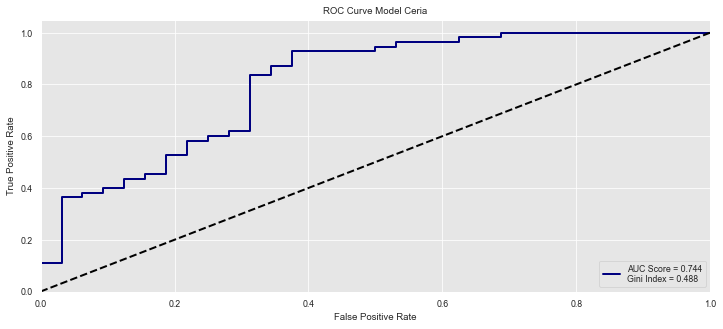 ROC Curve Model Ceria
True Positive Rate
1.0
0.8
0.6
0.4
0.2
0.0
0.0 0.2 0.4 0.6 0.8 1.0
False Positive Rate
AUC Score = 0.744
Gini Index = 0.488